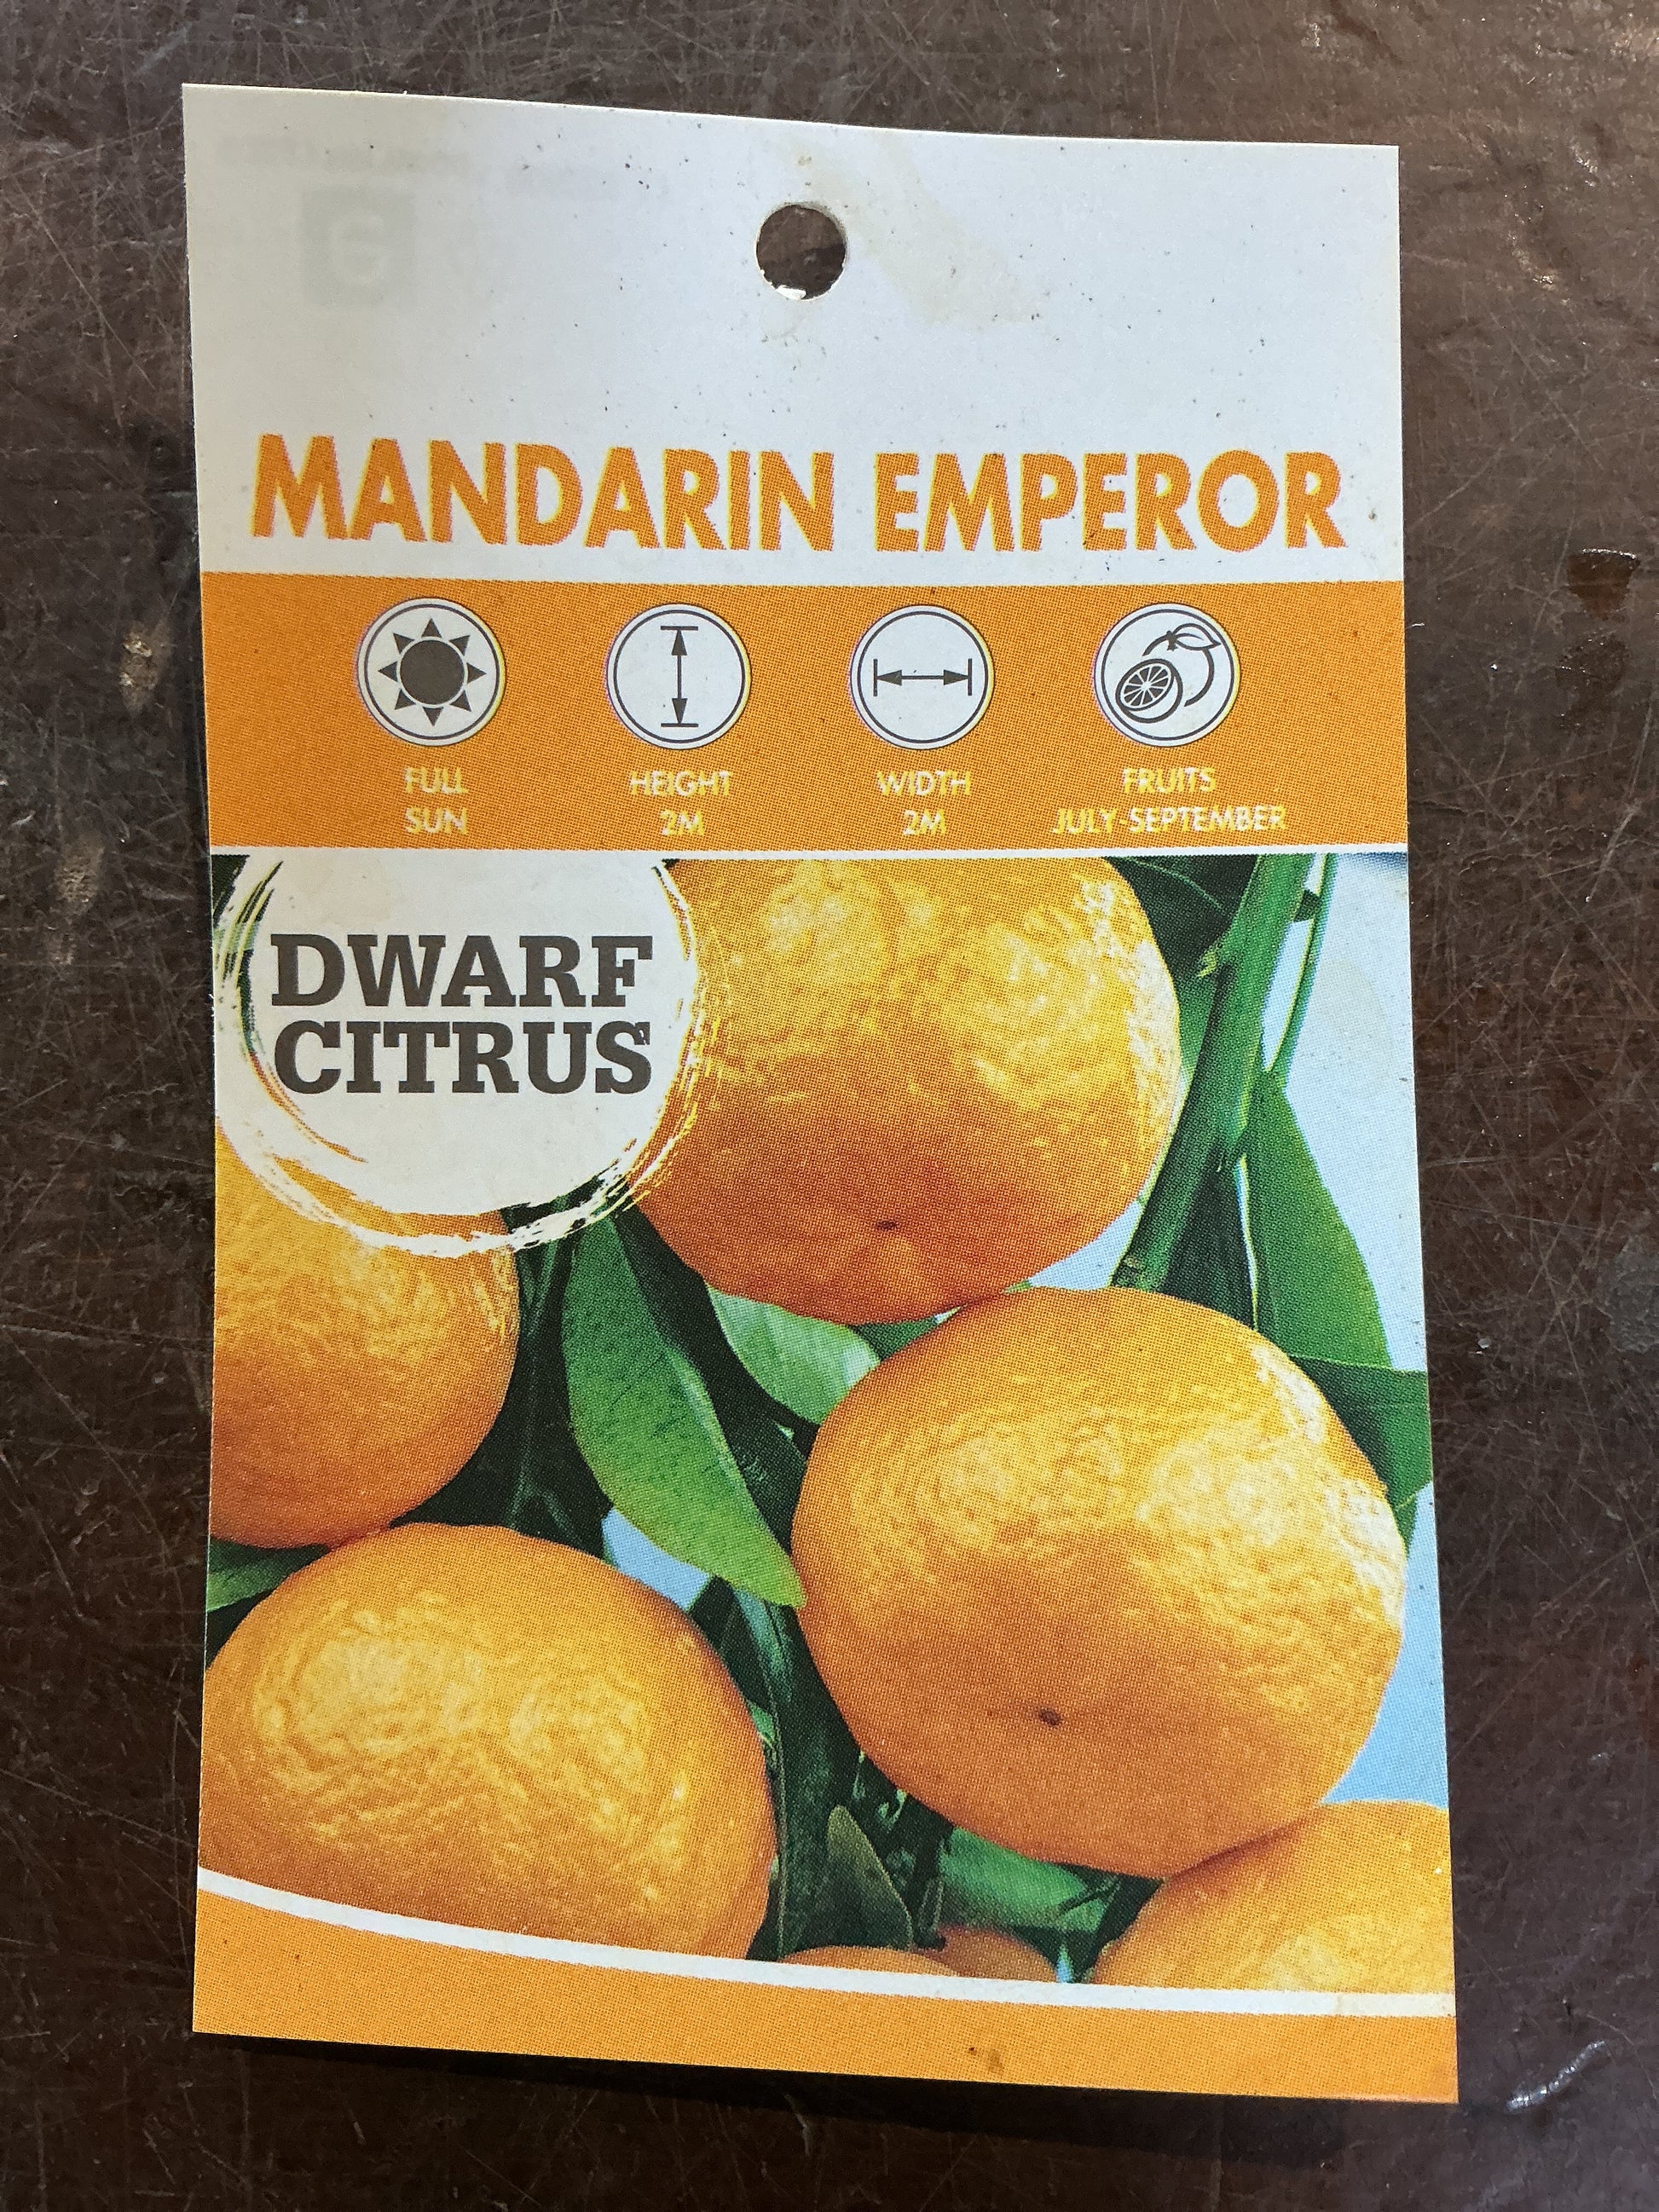 MANDARIN EMPEROR
FULL SUN
HEIGHT 2M
WIDTH 2M
FRUITS JULY-SEPTEMBER
DWARF
CITRUS